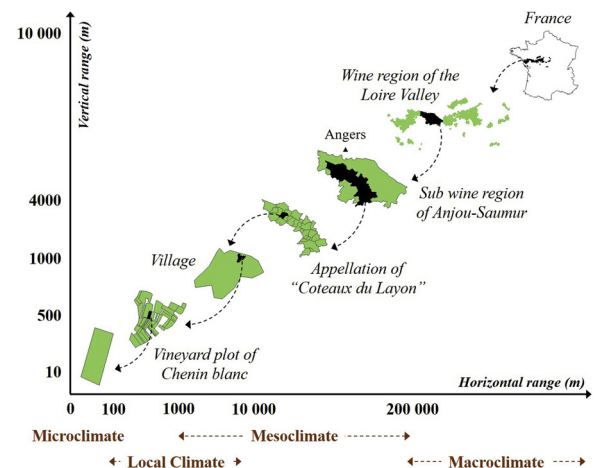 10 000
Vertical range (m)
France
Wine region of the
Loire Valley
Angers
4000
Sub wine region
of Anjou-Saumur
1000
Village
Appellation of
“Coteaux du Layon”
500
Vineyard plot of
Chenin blanc
10
Horizontal range (m)
0 100 1000 10 000 200 000
Microclimate Mesoclimate
Local Climate Macroclimate